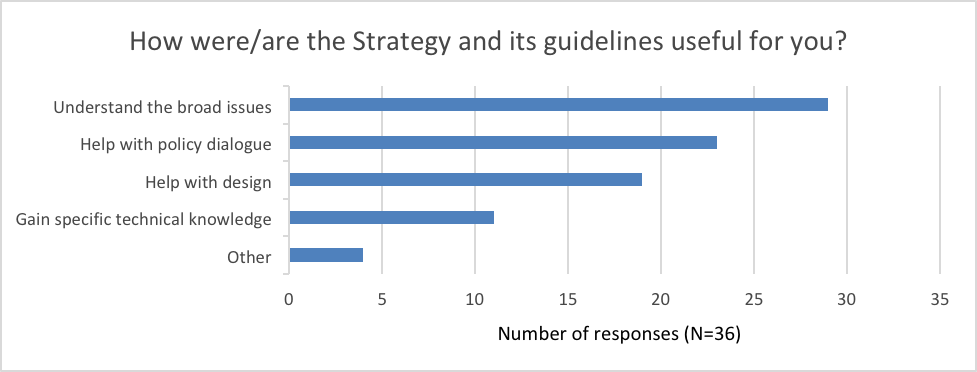 How were/are the Strategy and its guidelines useful for you?
Understand the broad issues
Help with policy dialogue
Help with design
Gain specific technical knowledge
Other
0 5 10 15 20 25 30 35
Number of responses (N=36)